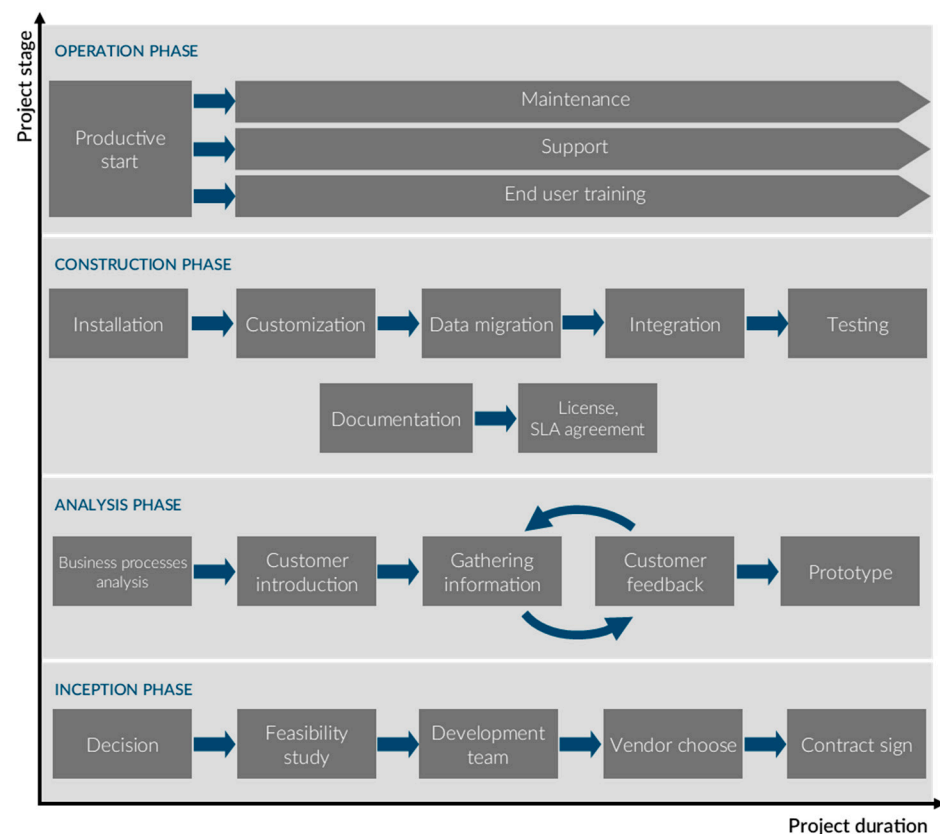 Project stage
OPERATION PHASE
Productive
start
Maintenance
Support
End user training
CONSTRUCTION PHASE
Installation
Customization
Data migration
Integration
Testing
Documentation
License,
SLA agreement
ANALYSIS PHASE
Business processes
analysis
Customer
introduction
Gathering
information
Customer
feedback
Prototype
INCEPTION PHASE
Decision
Feasibility
study
Development
team
Vendor choose
Contract sign
Project duration